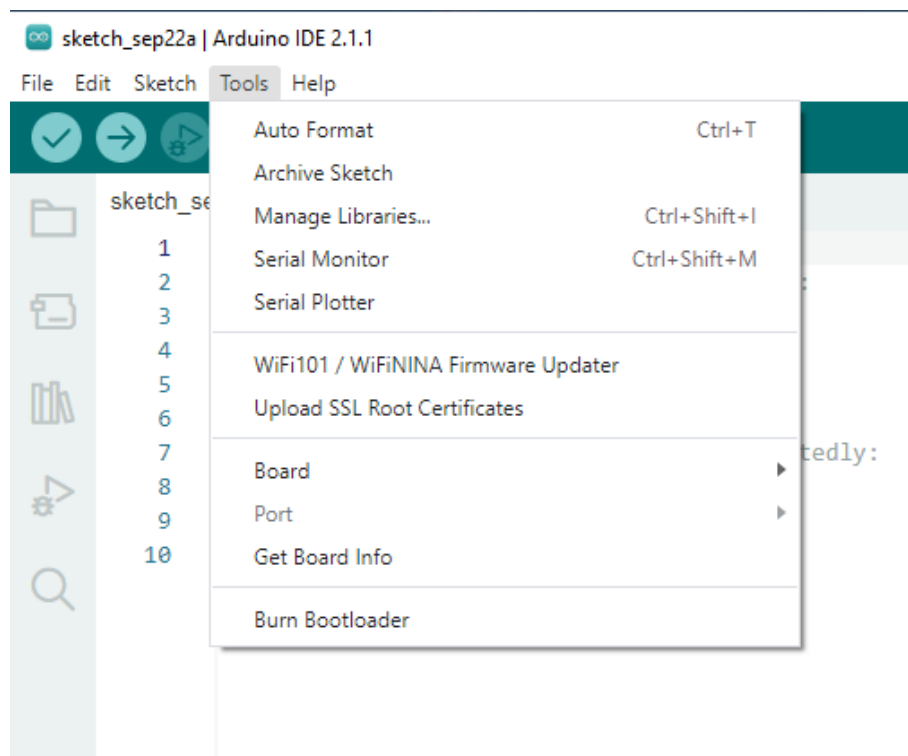 sketch_sep22a | Arduino IDE 2.1.1
File Edit Sketch Tools Help
Auto Format Ctrl+T
Archive Sketch
sketch_se
Manage Libraries... Ctrl+Shift+I
1
Serial Monitor Ctrl+Shift+M
2
:
Serial Plotter
3
4
WiFi101 / WiFiNINA Firmware Updater
5
Upload SSL Root Certificates
6
7
tedly:
Board
8
Port
9
Get Board Info
10
Burn Bootloader